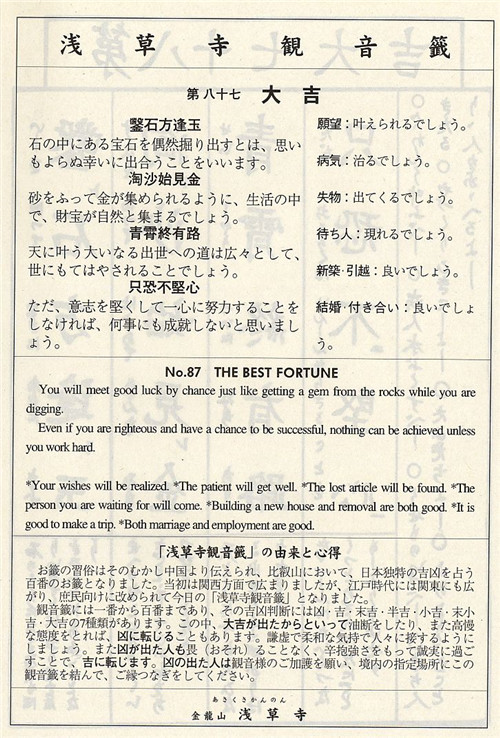 浅草寺観音籤
第八十七 大吉
鑿石方逢玉
石の中にある宝石を偶然掘り出すとは、思い
もよらぬ幸いに出合うことをいいます。
淘沙始見金
砂をふって金が集められるように、生活の中
で、財宝が自然と集まるでしょう。
青霄終有路
天に叶う大いなる出世への道は広々として、
世にもてはやされることでしょう。
只恐不堅心
ただ、意志を堅くして一心に努力することを
しなければ、何事にも成就しないと思いまし
ょう。
願望：叶えられるでしょう。
病気：治るでしょう。
失物：出てくるでしょう。
待ち人：現れるでしょう。
新築・引越：良いでしょう。
結婚・付き合い：良いでしょ
う。
No.87 THE BEST FORTUNE
You will meet good luck by chance just like getting a gem from the rocks while you are
digging.
Even if you are righteous and have a chance to be successful, nothing can be achieved unless
you work hard.
*Your wishes will be realized. *The patient will get well. *The lost article will be found. *The
person you are waiting for will come. *Building a new house and removal are both good. *It is
good to make a trip. *Both marriage and employment are good.
「浅草寺観音籤」の由来と心得
お籤の習俗はそのむかし中国より伝えられ、比叡山において、日本独特の吉凶を占う
百番のお籤となりました。当初は関西方面で広まりましたが、江戸時代には関東にも広
がり、庶民向けに改められて今日の「浅草寺観音籤」となりました。
観音籤には一番から百番まであり、その吉凶判断には凶・吉・末吉・半吉・小吉・末小
吉・大吉の7種類があります。この中、大吉が出たからといって油断をしたり、また高慢
な態度をとれば、凶に転じることもあります。謙虚で柔和な気持で人々に接するように
しましょう。また凶が出た人も畏（おそれ）ることなく、辛抱強さをもって誠実に過ご
すことで、吉に転じます。凶の出た人は観音様のご加護を願い、境内の指定場所にこの
観音籤を結んで、ご縁つなぎをしてください。
あさくさかんのん
金龍山 浅草寺